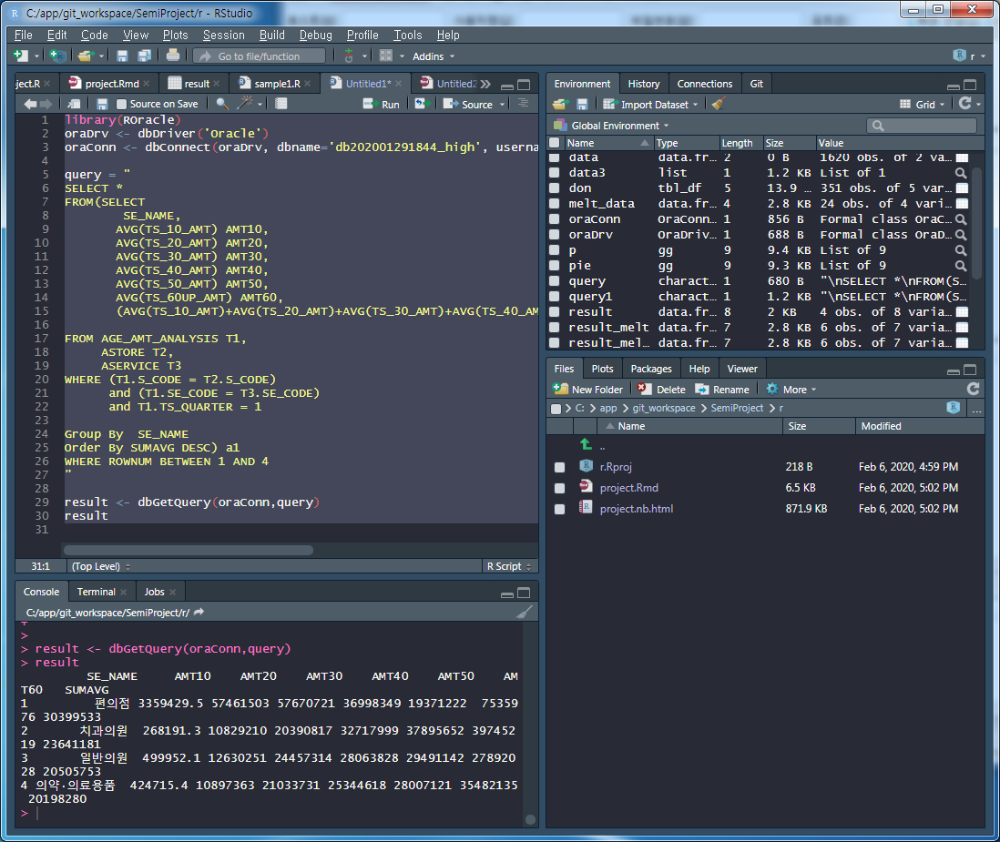 C:/app/git_workspace/SemiProject/r - RStudio
File Edit Code View Plots Session Build Debug Profile Tools Help
Go to file/function Addins r
ject.R project.Rmd result sample1.R Untitled1* Untitled2
Source on Save Run Source
1 library(ROracle)
2 oraDrv <- dbDriver('Oracle')
3 oraConn <- dbConnect(oraDrv, dbname='db202001291844_high', userna
4
5 query = "
6 SELECT *
7 FROM(SELECT
8 SE_NAME,
9 AVG(TS_10_AMT) AMT10,
10 AVG(TS_20_AMT) AMT20,
11 AVG(TS_30_AMT) AMT30,
12 AVG(TS_40_AMT) AMT40,
13 AVG(TS_50_AMT) AMT50,
14 AVG(TS_60UP_AMT) AMT60,
15 (AVG(TS_10_AMT)+AVG(TS_20_AMT)+AVG(TS_30_AMT)+AVG(TS_40_AM
16
17 FROM AGE_AMT_ANALYSIS T1,
18 ASTORE T2,
19 ASERVICE T3
20 WHERE (T1.S_CODE = T2.S_CODE)
21 and (T1.SE_CODE = T3.SE_CODE)
22 and T1.TS_QUARTER = 1
23
24 Group By  SE_NAME
25 Order By SUMAVG DESC) a1
26 WHERE ROWNUM BETWEEN 1 AND 4
27 "
28
29 result <- dbGetQuery(oraConn,query)
30 result
31
31:1 (Top Level) R Script
Console Terminal Jobs
C:/app/git_workspace/SemiProject/r/
+
>
> result <- dbGetQuery(oraConn,query)
> result
SE_NAME AMT10 AMT20 AMT30 AMT40 AMT50 AM
T60 SUMAVG
1 편의점 3359429.5 57461503 57670721 36998349 19371222 75359
76 30399533
2 치과의원 268191.3 10829210 20390817 32717999 37895652 397452
19 23641181
3 일반의원 499952.1 12630251 24457314 28063828 29491142 278920
28 20505753
4 의약·의료용품 424715.4 10897363 21033731 25344618 28007121 35482135
20198280
>
Environment History Connections Git
Import Dataset Grid
Global Environment
Name Type Length Size Value
data data.fr… 2 0 B 1620 obs. of 2 va…
data3 list 1 1.2 KB List of 1
don tbl_df 5 13.9 … 351 obs. of 5 var…
melt_data data.fr… 4 2.8 KB 24 obs. of 4 vari…
oraConn OraConn… 1 856 B Formal class OraC…
oraDrv OraDriv… 1 688 B Formal class OraD…
p gg 9 9.4 KB List of 9
pie gg 9 9.3 KB List of 9
query charact… 1 680 B "\nSELECT *\nFROM(S…
query1 charact… 1 1.2 KB "\nSELECT *\nFROM(S…
result data.fr… 8 2 KB 4 obs. of 8 varia…
result_melt data.fr… 7 2.8 KB 6 obs. of 7 varia…
result_mel… data.fr… 7 2.8 KB 6 obs. of 7 varia…
Files Plots Packages Help Viewer
New Folder Delete Rename More
C: app git_workspace SemiProject r ...
Name Size Modified
..
r.Rproj 218 B Feb 6, 2020, 4:59 PM
project.Rmd 6.5 KB Feb 6, 2020, 5:02 PM
project.nb.html 871.9 KB Feb 6, 2020, 5:02 PM